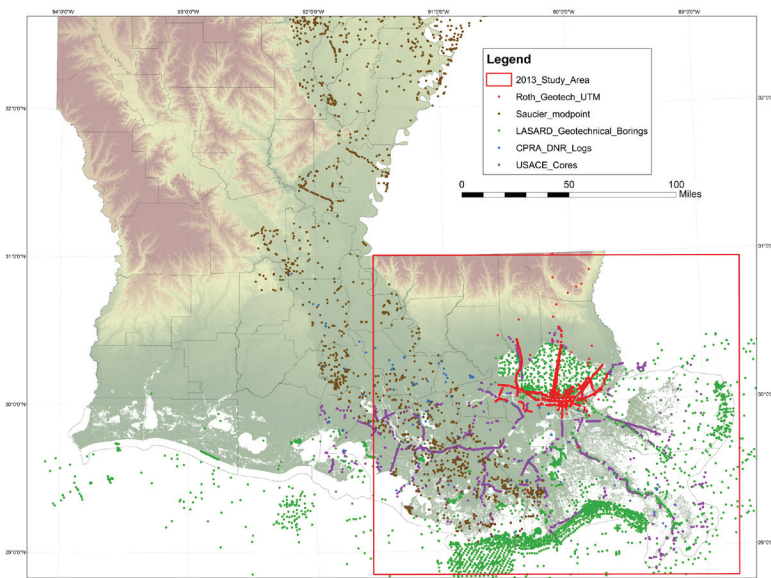 94°0'0"W 93°0'0"W 92°0'0"W 91°0'0"W 90°0'0"W 89°0'0"W
Legend
2013_Study_Area
Roth_Geotech_UTM
Saucier_modpoint
LASARD_Geotechnical_Borings
CPRA_DNR_Logs
USACE_Cores
0 50 100
Miles
32°0'0"N
31°0'0"N
30°0'0"N
29°0'0"N